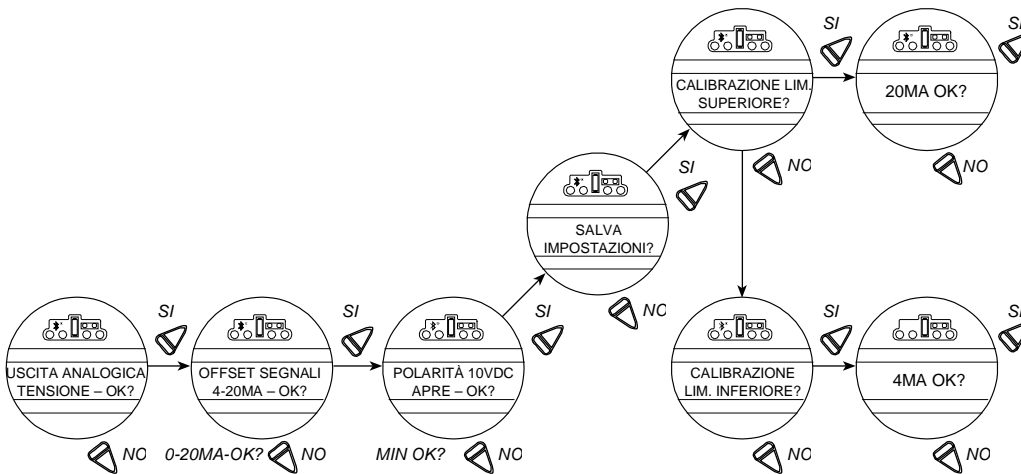 SI
SI
CALIBRAZIONE LIM.
SUPERIORE?
20MA OK?
NO
NO
SI
SALVA
IMPOSTAZIONI?
NO
SI
SI
SI
SI
SI
USCITA ANALOGICA
TENSIONE – OK?
OFFSET SEGNALI
4-20MA – OK?
POLARITÀ 10VDC
APRE – OK?
CALIBRAZIONE
LIM. INFERIORE?
4MA OK?
NO
0-20MA-OK?
NO
MIN OK?
NO
NO
NO